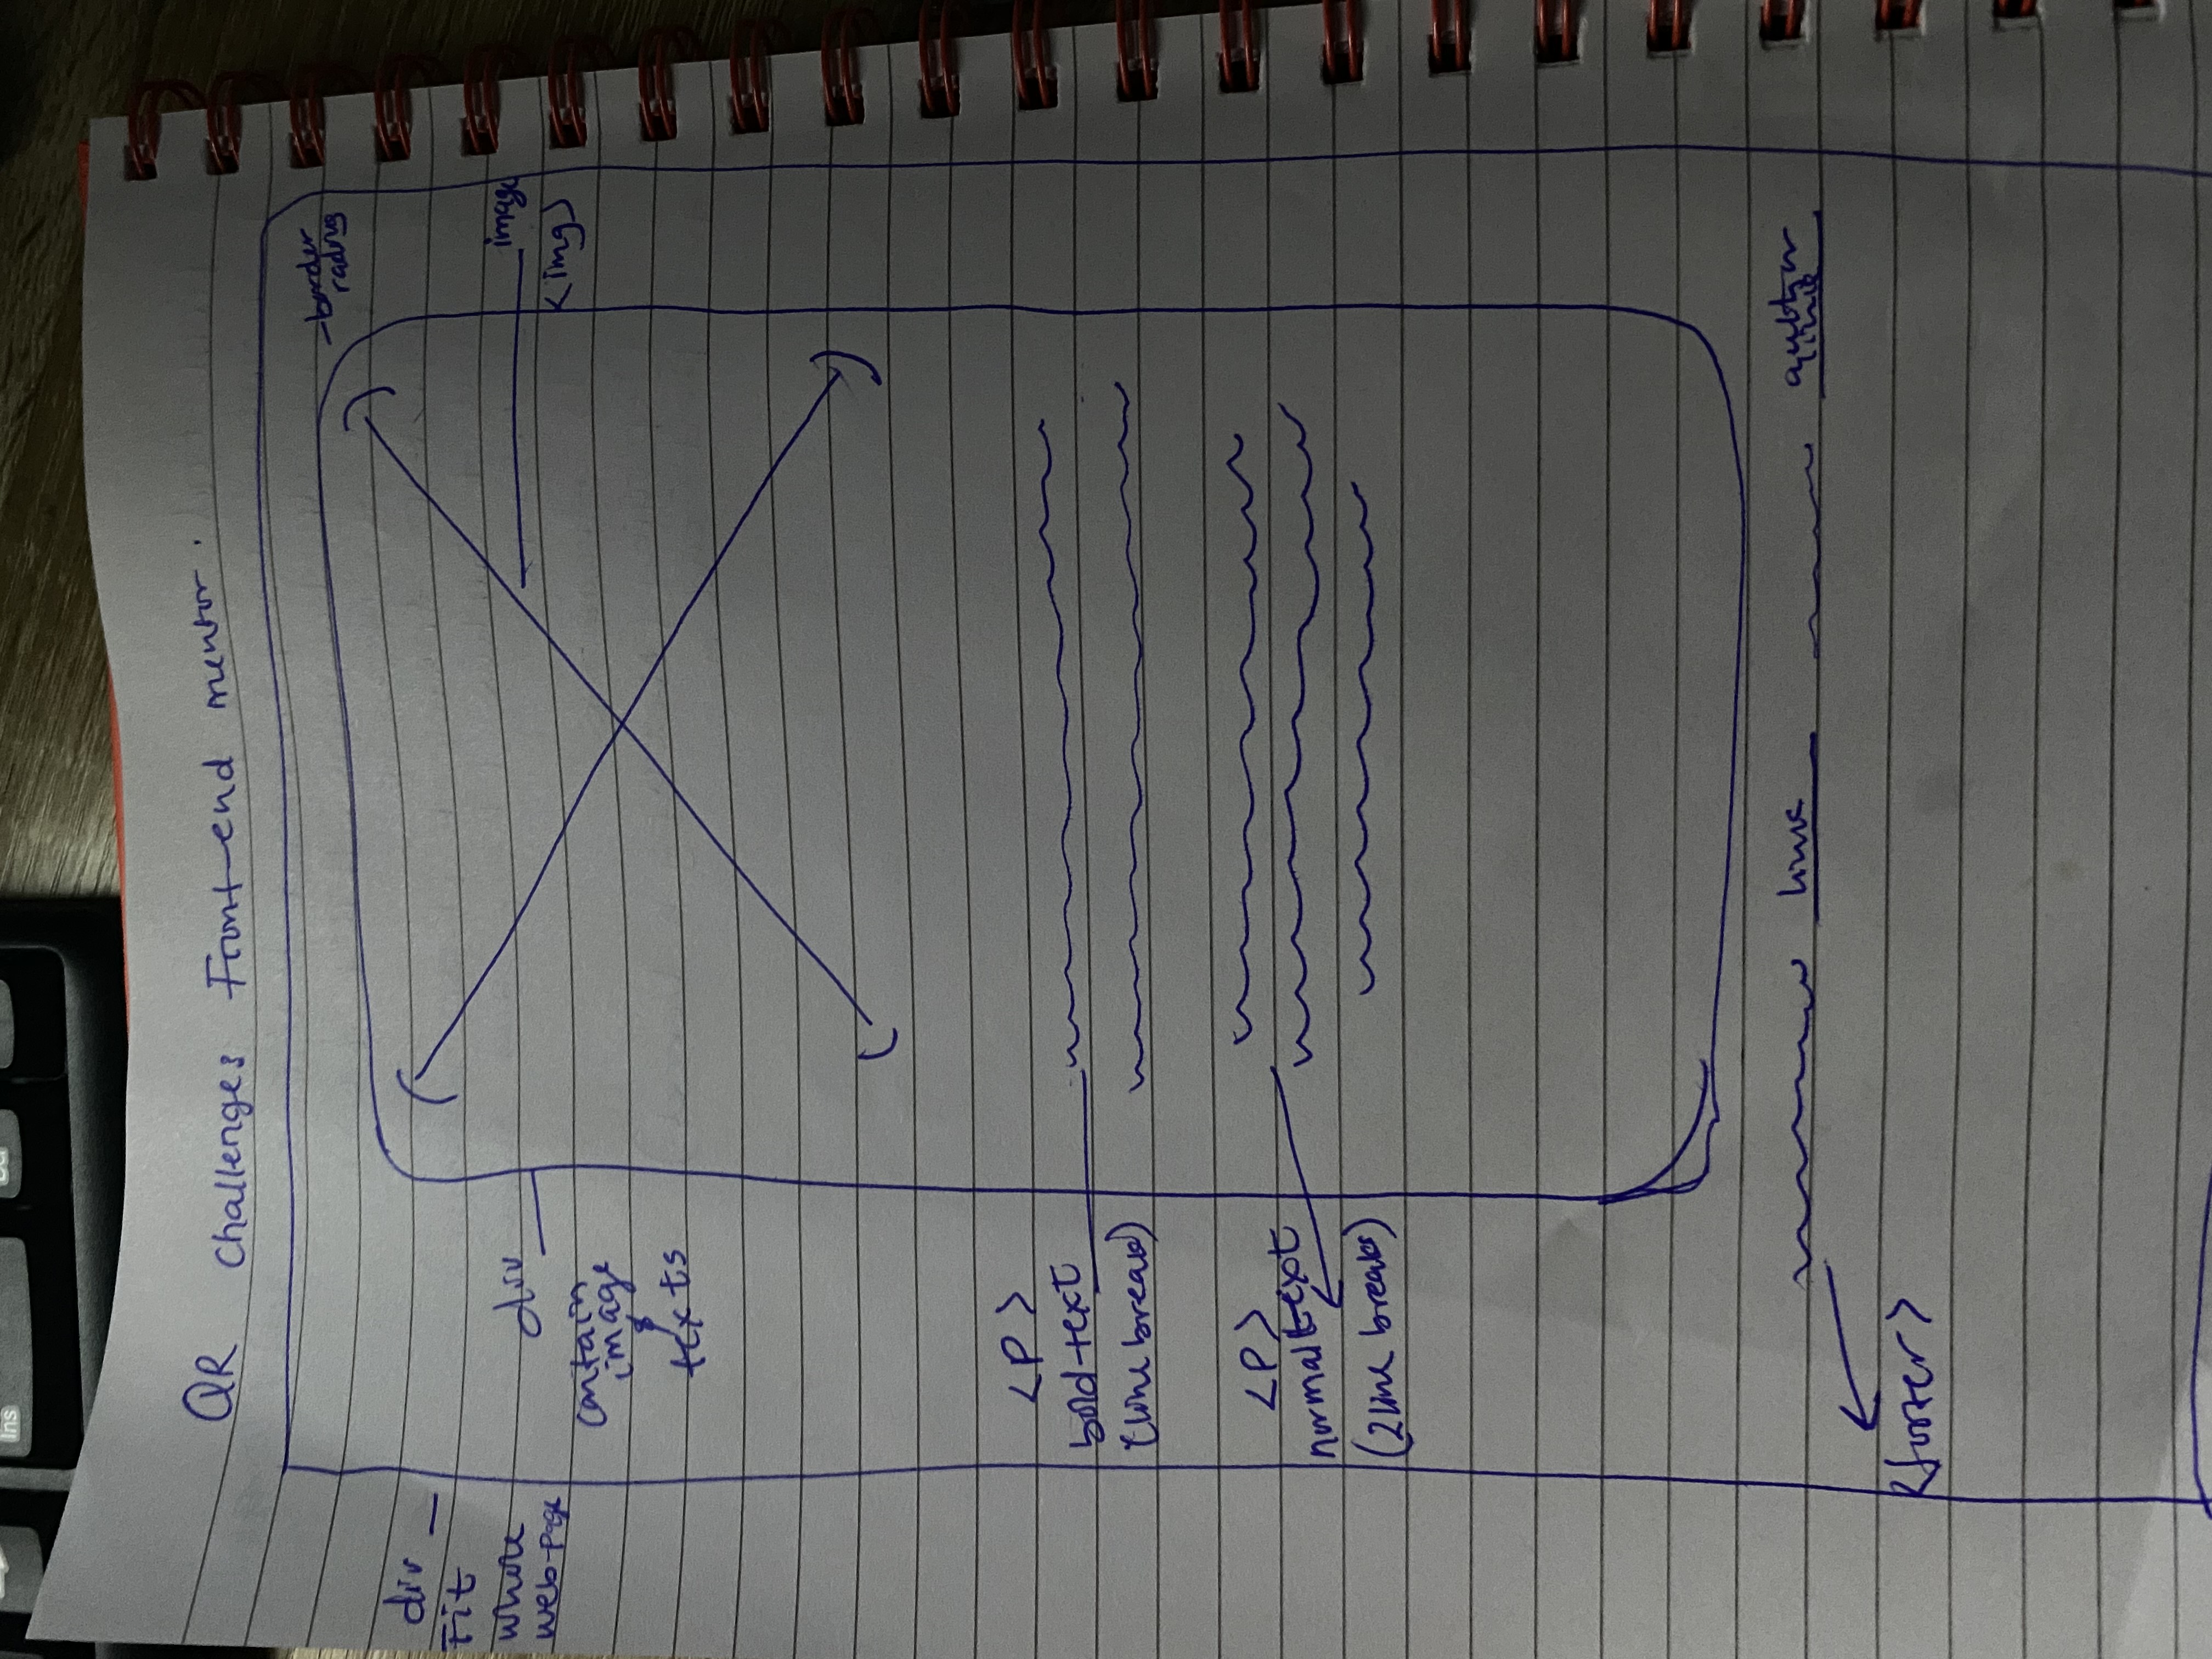 Ins
QR Challenges Front-end mentor.
-border
radius
div
Fit
whole
web-page
div
contain
image
&
texts
image
<img>
<P>
bold-text
(line break)
<P>
normal text
(2 line breaks)
link
author
<footer>